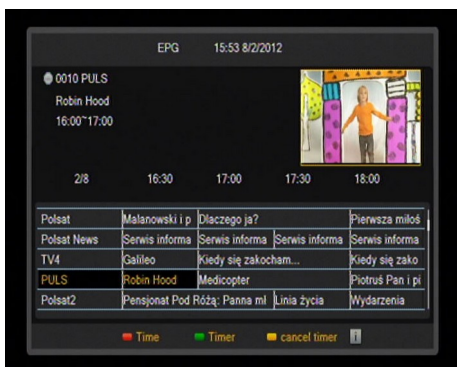 EPG 15:53 8/2/2012
0010 PULS
Robin Hood
16:00~17:00
2/8 16:30 17:00 17:30 18:00
Polsat Malanowski i p Dlaczego ja? Pierwsza miłoś
Polsat News Serwis informa Serwis informa Serwis informa Serwis informa
TV4 Galileo Kiedy się zakocham... Kiedy się zako
PULS Robin Hood Medicopter Piotruś Pan i pi
Polsat2 Pensjonat Pod Różą: Panna mł Linia życia Wydarzenia
Time Timer cancel timer i